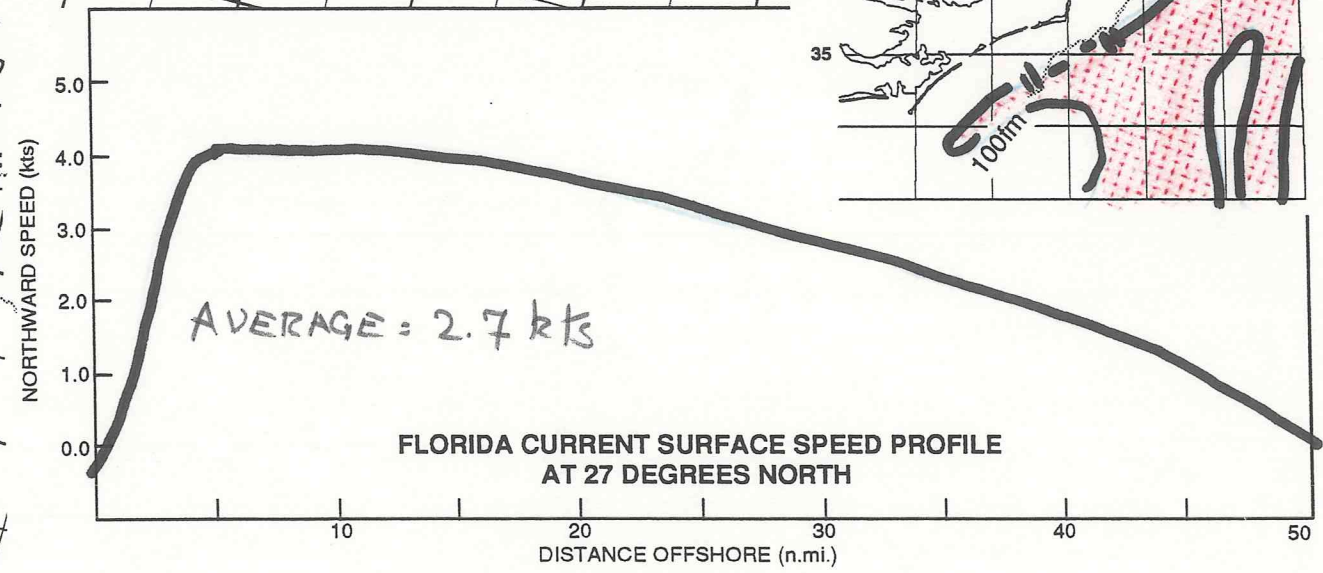 35
100fm
NORTHWARD SPEED (kts)
5.0
4.0
3.0
2.0
1.0
0.0
AVERAGE = 2.7 kts
FLORIDA CURRENT SURFACE SPEED PROFILE
AT 27 DEGREES NORTH
10
20
30
40
50
DISTANCE OFFSHORE (n.mi.)